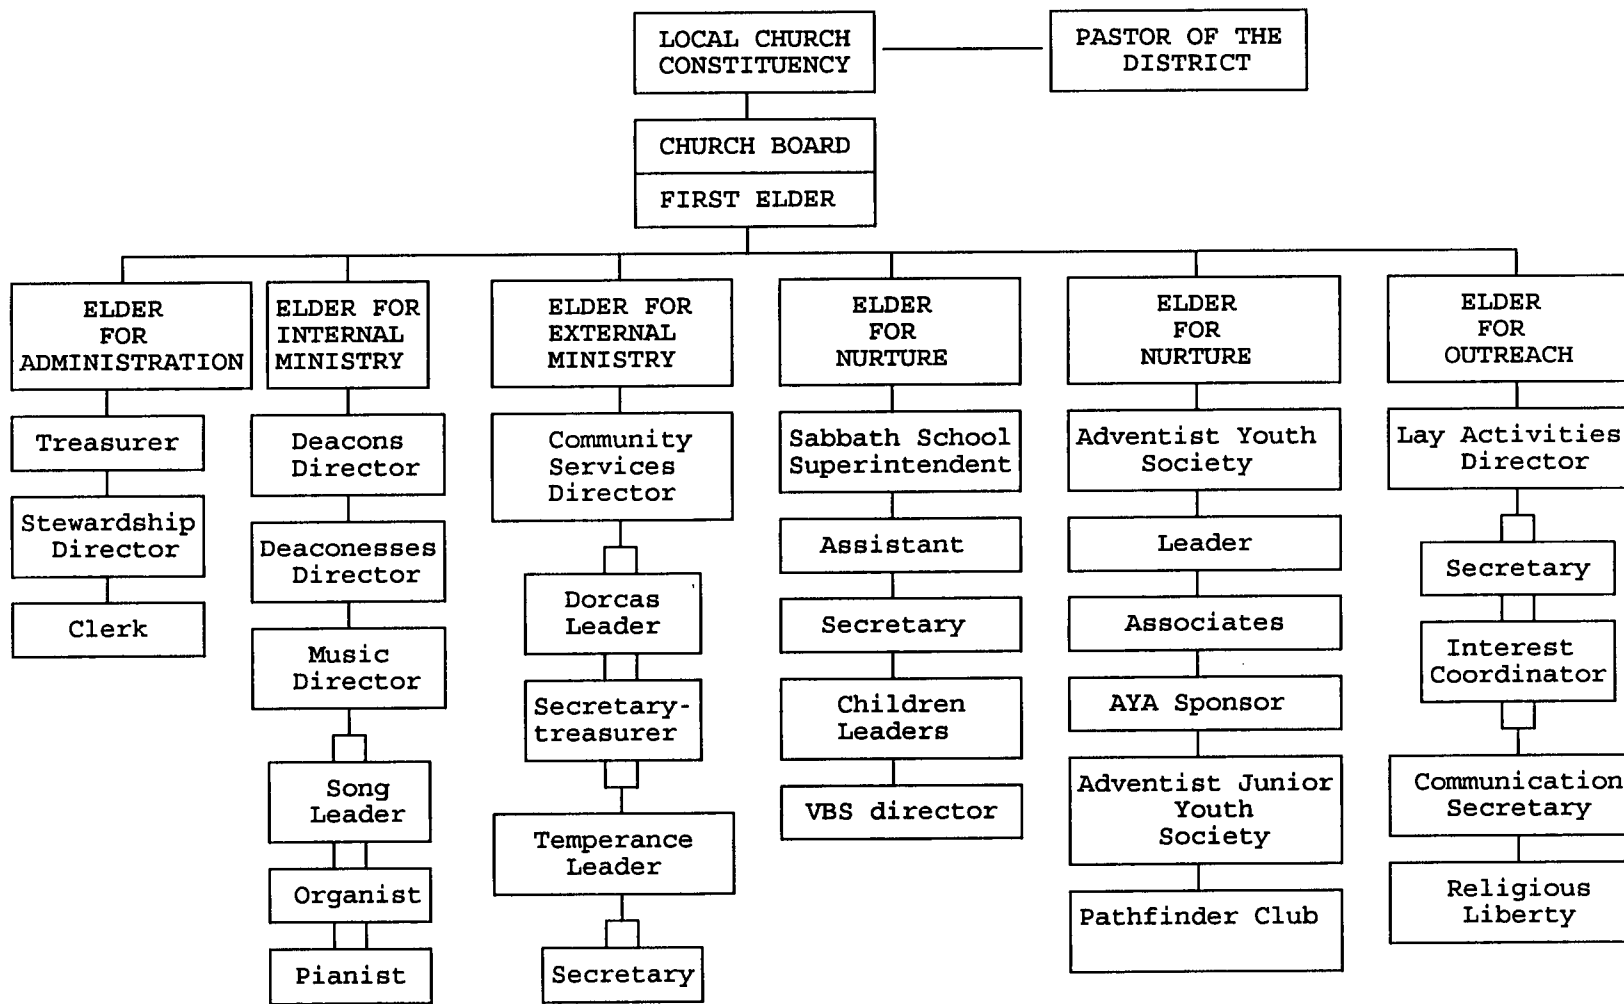 LOCAL CHURCH
CONSTITUENCY
PASTOR OF THE
DISTRICT
CHURCH BOARD
FIRST ELDER
ELDER
FOR
ADMINISTRATION
Treasurer
Stewardship
Director
Clerk
ELDER FOR
INTERNAL
MINISTRY
Deacons
Director
Deaconesses
Director
Music
Director
Song
Leader
Organist
Pianist
ELDER FOR
EXTERNAL
MINISTRY
Community
Services
Director
Dorcas
Leader
Secretary-
treasurer
Temperance
Leader
Secretary
ELDER
FOR
NURTURE
Sabbath School
Superintendent
Assistant
Secretary
Children
Leaders
VBS director
ELDER
FOR
NURTURE
Adventist Youth
Society
Leader
Associates
AYA Sponsor
Adventist Junior
Youth
Society
Pathfinder Club
ELDER
FOR
OUTREACH
Lay Activities
Director
Secretary
Interest
Coordinator
Communication
Secretary
Religious
Liberty